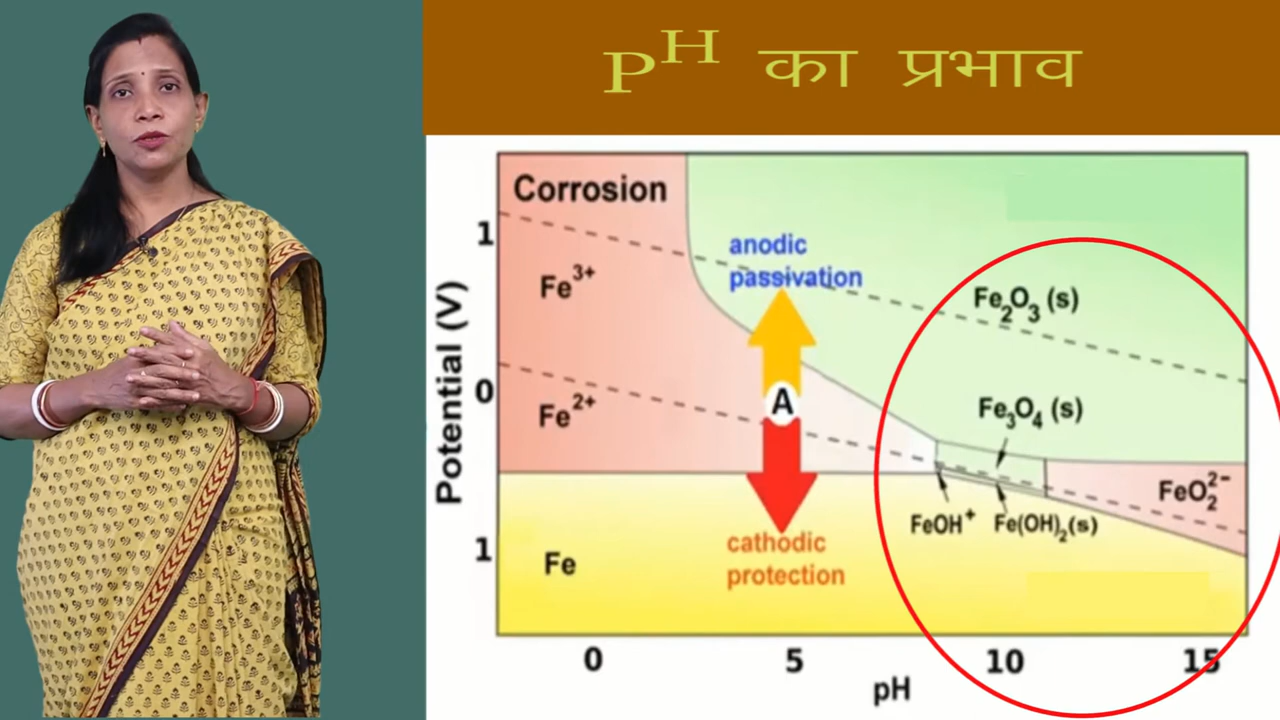 P^H का प्रभाव
Corrosion
anodic
passivation
Fe³⁺
Fe₂O₃ (s)
1
0
1
Potential (V)
A
Fe²⁺
Fe₃O₄ (s)
FeO₂²⁻
FeOH⁺
Fe(OH)₂(s)
Fe
cathodic
protection
0
5
10
15
pH